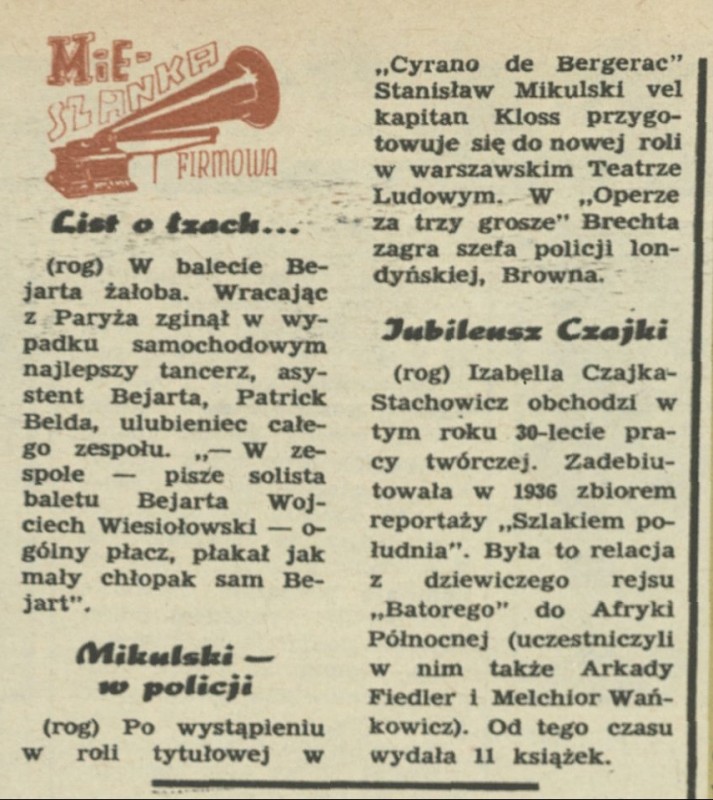 MiE-
SZANKA
FIRMOWA
List o łzach...
(rog) W balecie Be-
jarta żałoba. Wracając
z Paryża zginął w wy-
padku samochodowym
najlepszy tancerz, asy-
stent Bejarta, Patrick
Belda, ulubieniec całe-
go zespołu. „— W ze-
spole — pisze solista
baletu Bejarta Woj-
ciech Wiesiołowski — o-
gólny płacz, płakał jak
mały chłopak sam Be-
jart”.
Mikulski —
w policji
(rog) Po wystąpieniu
w roli tytułowej w
„Cyrano de Bergerac”
Stanisław Mikulski vel
kapitan Kloss przygo-
towuje się do nowej roli
w warszawskim Teatrze
Ludowym. W „Operze
za trzy grosze” Brechta
zagra szefa policji lon-
dyńskiej, Browna.
Jubileusz Czajki
(rog) Izabella Czajka-
Stachowicz obchodzi w
tym roku 30-lecie pra-
cy twórczej. Zadebiu-
towała w 1936 zbiorem
reportaży „Szlakiem po-
łudnia”. Była to relacja
z dziewiczego rejsu
„Batorego” do Afryki
Północnej (uczestniczyli
w nim także Arkady
Fiedler i Melchior Wań-
kowicz). Od tego czasu
wydała 11 książek.